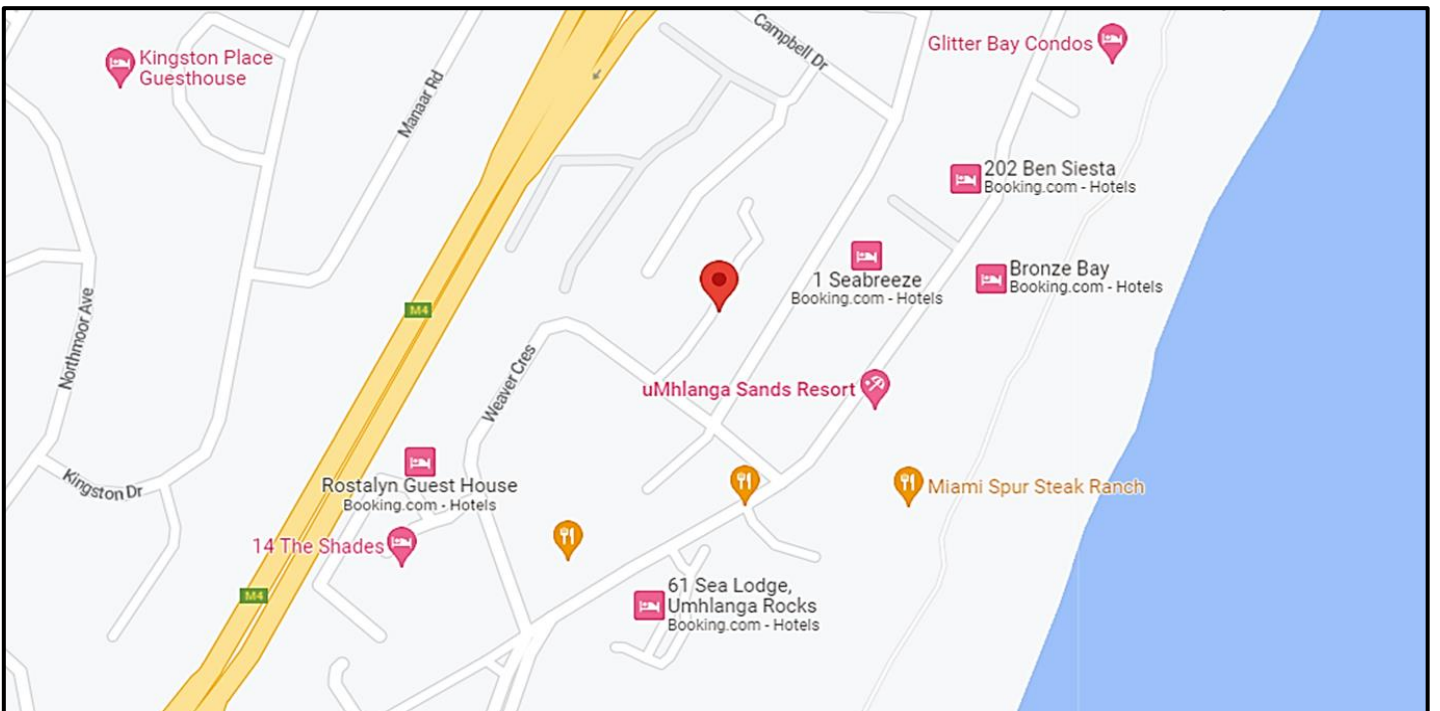 Campbell Dr
Glitter Bay Condos
Kingston Place
Guesthouse
Manaar Rd
202 Ben Siesta
Booking.com - Hotels
1 Seabreeze
Booking.com - Hotels
Bronze Bay
Booking.com - Hotels
M4
Northmoor Ave
Weaver Cres
uMhlanga Sands Resort
Kingston Dr
Rostalyn Guest House
Booking.com - Hotels
Miami Spur Steak Ranch
14 The Shades
M4
61 Sea Lodge,
Umhlanga Rocks
Booking.com - Hotels